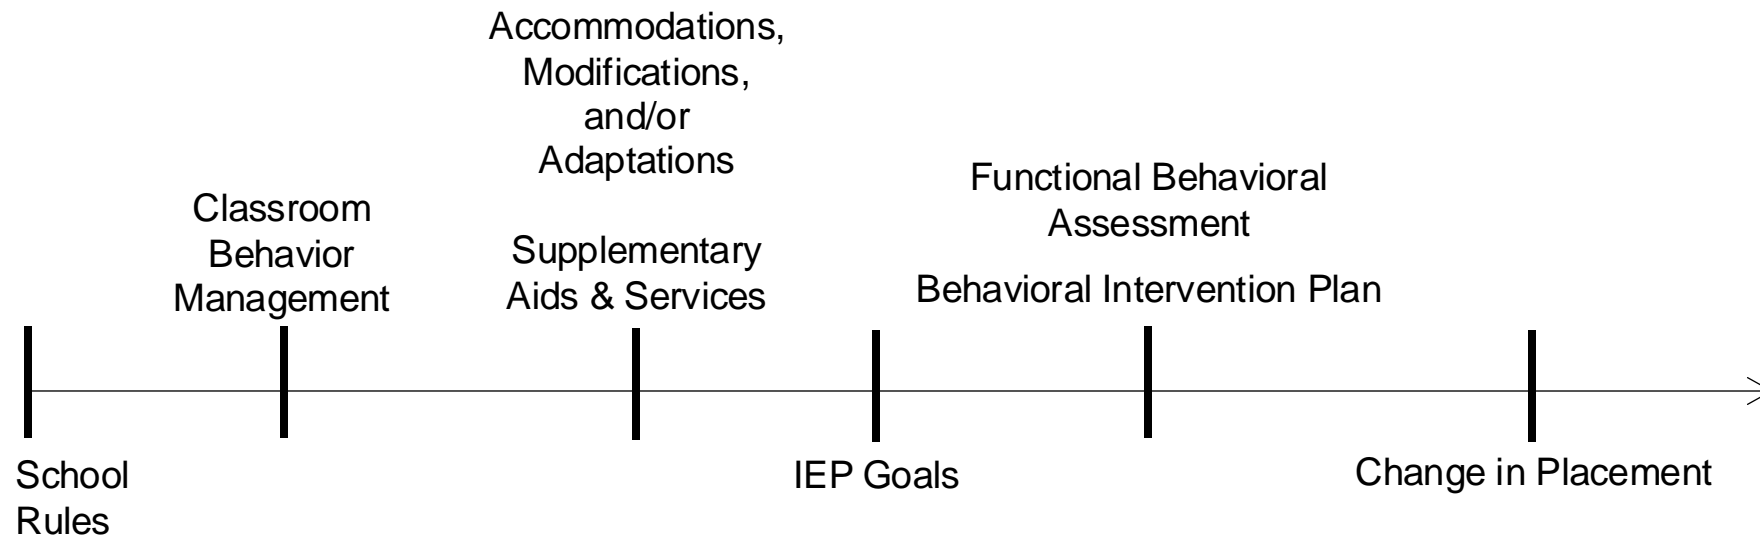 Accommodations,
Modifications,
and/or
Adaptations
Classroom
Behavior
Management
Supplementary
Aids & Services
Functional Behavioral
Assessment
Behavioral Intervention Plan
School
Rules
IEP Goals
Change in Placement